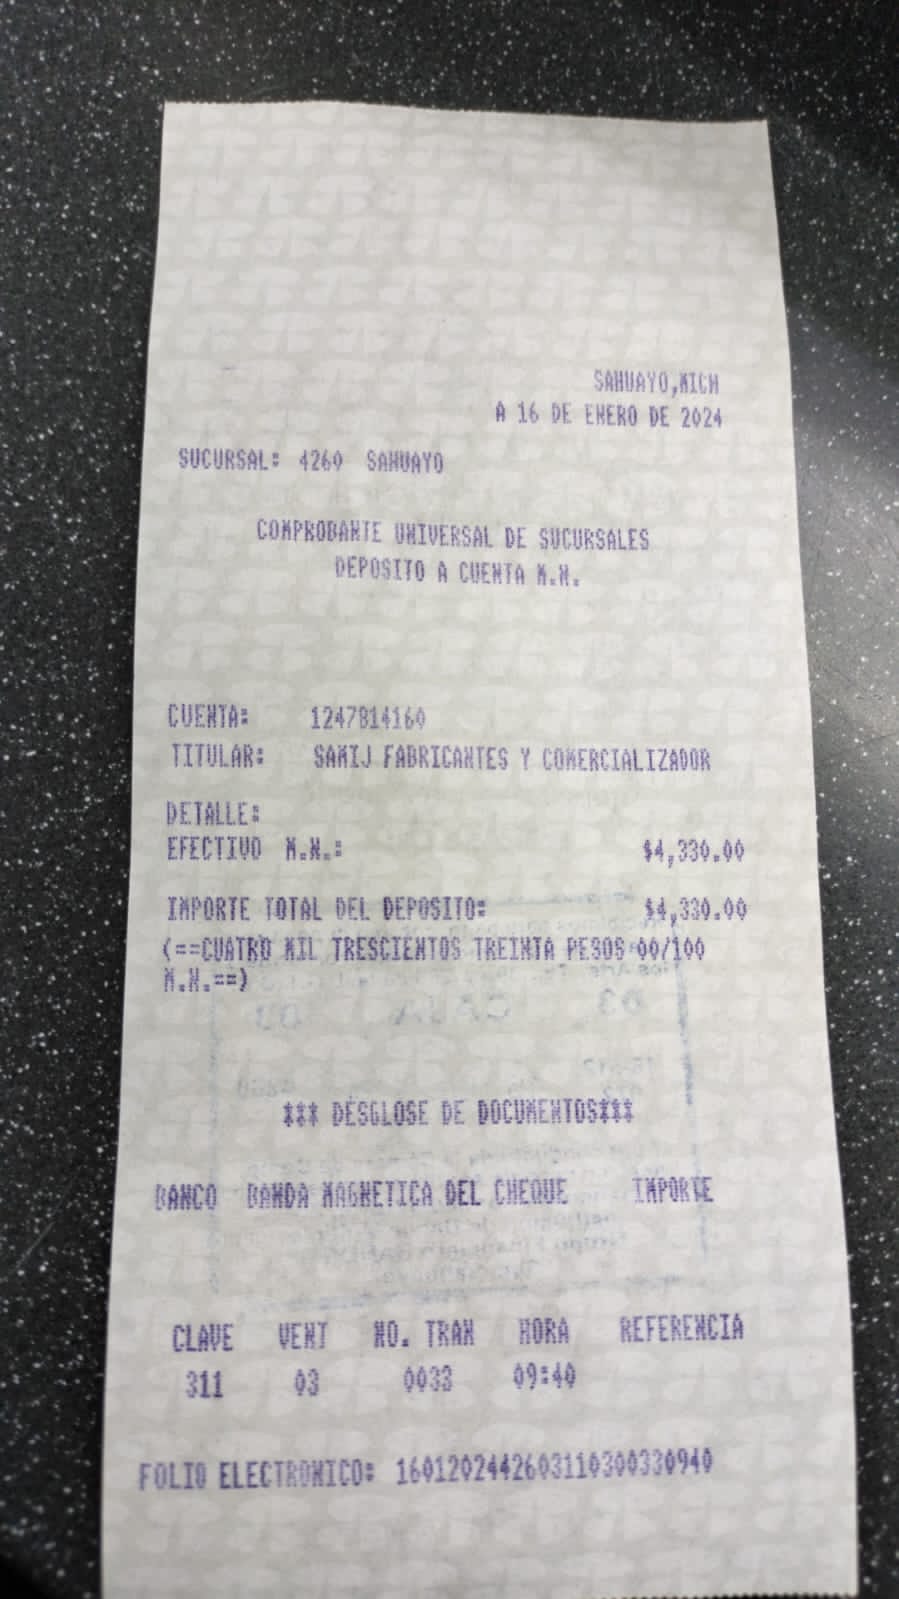 SAHUAYO,MICH
A 16 DE ENERO DE 2024
SUCURSAL: 4260 SAHUAYO
COMPROBANTE UNIVERSAL DE SUCURSALES
DEPOSITO A CUENTA M.N.
CUENTA: 1247814160
TITULAR: SAMIJ FABRICANTES Y COMERCIALIZADOR
DETALLE:
EFECTIVO M.N.: $4,330.00
IMPORTE TOTAL DEL DEPOSITO: $4,330.00
(==CUATRO MIL TRESCIENTOS TREINTA PESOS 00/100
M.N.==)
*** DESGLOSE DE DOCUMENTOS***
BANCO BANDA MAGNETICA DEL CHEQUE IMPORTE
CLAVE VENT NO. TRAN HORA REFERENCIA
311 03 0033 09:40
FOLIO ELECTRONICO: 1601202442603110300330940